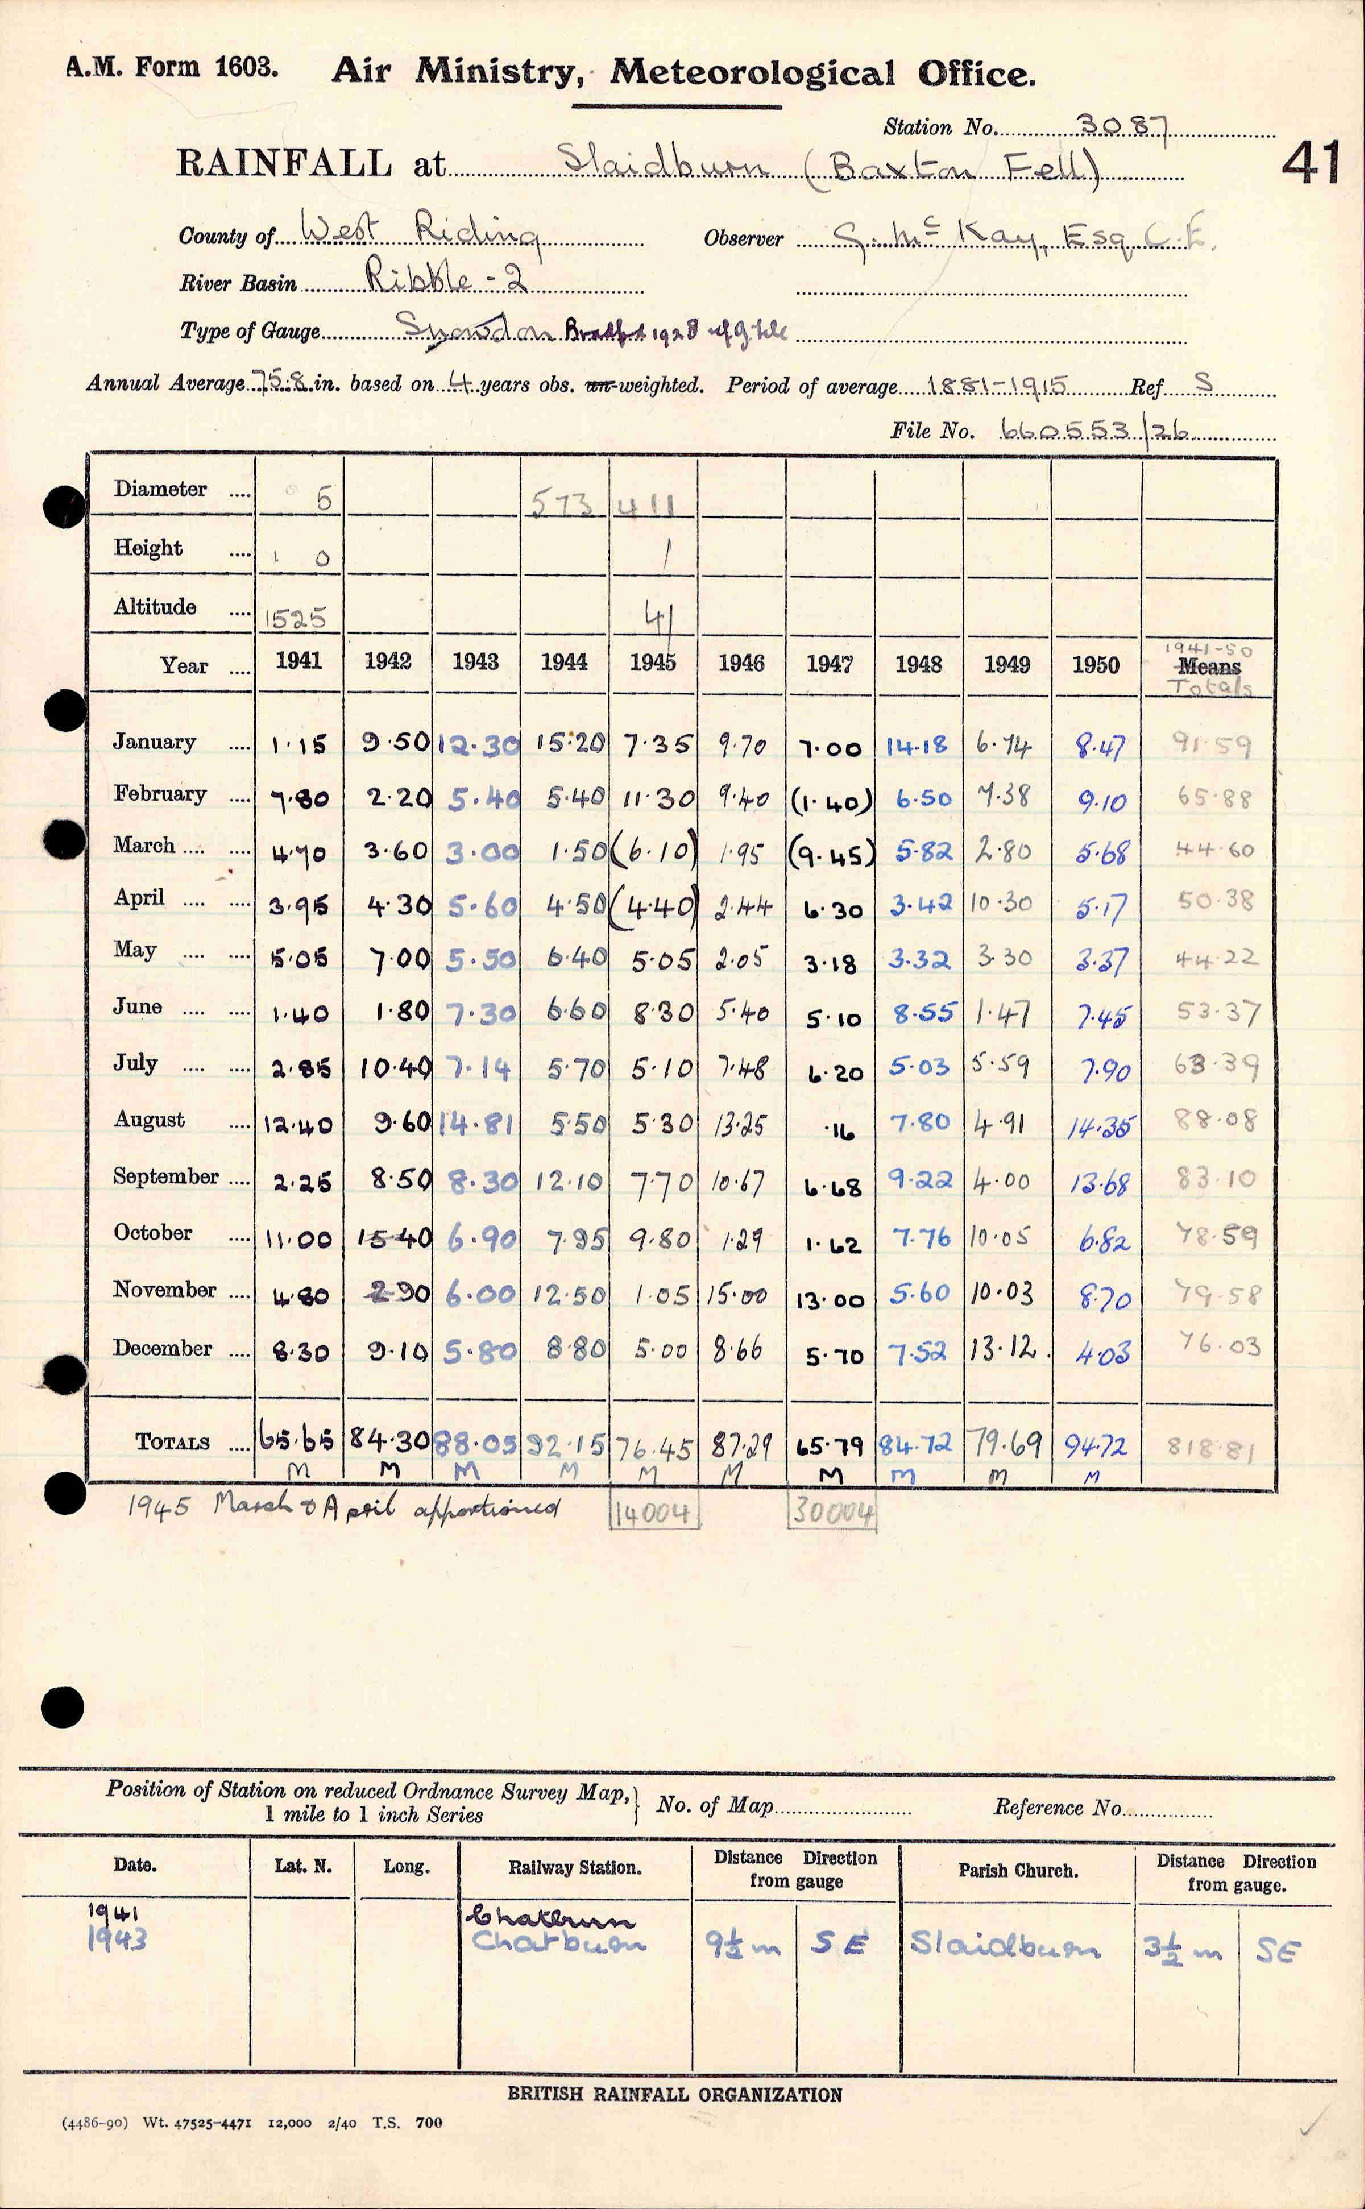 A.M. Form 1603. Air Ministry, Meteorological Office.
Station No. 3087
41
RAINFALL at Slaidburn (Baxton Fell)
County of West Riding Observer G. McKay, Esq C.E.
River Basin Ribble - 2
Type of Gauge Snowdon Bradford 1928
Annual Average 75.8 in. based on 4 years obs. un-weighted. Period of average 1881-1915 Ref S
File No. 660553/26
Diameter .... 5 573 411
Height .... 1 0 1
Altitude .... 1525 41
Year .... 1941 1942 1943 1944 1945 1946 1947 1948 1949 1950 1941-50 Means Totals
January .... 1.15 9.50 12.30 15.20 7.35 9.70 7.00 14.18 6.74 8.47 91.59
February .... 7.80 2.20 5.40 5.40 11.30 9.40 (1.40) 6.50 7.38 9.10 65.88
March .... .... 4.70 3.60 3.00 1.50 (6.10) 1.95 (9.45) 5.82 2.80 5.68 44.60
April .... .... 3.95 4.30 5.60 4.50 (4.40) 2.44 6.30 3.42 10.30 5.17 50.38
May .... .... 5.05 7.00 5.50 6.40 5.05 2.05 3.18 3.32 3.30 3.37 44.22
June .... .... 1.40 1.80 7.30 6.60 8.30 5.40 5.10 8.55 1.47 7.45 53.37
July .... .... 2.85 10.40 7.14 5.70 5.10 7.48 6.20 5.03 5.59 7.90 63.39
August .... 12.40 9.60 14.81 5.50 5.30 13.25 .16 7.80 4.91 14.35 88.08
September .... 2.25 8.50 8.30 12.10 7.70 10.67 6.68 9.22 4.00 13.68 83.10
October .... 11.00 15.40 6.90 7.95 9.80 1.29 1.62 7.76 10.05 6.82 78.59
November .... 4.80 2.90 6.00 12.50 1.05 15.00 13.00 5.60 10.03 8.70 79.58
December .... 8.30 9.10 5.80 8.80 5.00 8.66 5.70 7.52 13.12. 4.03 76.03
TOTALS .... 65.65 84.30 88.05 92.15 76.45 87.29 65.79 84.72 79.69 94.72 818.81
M M M M M M M M M M
1945 March & April apportioned 14004 30004
Position of Station on reduced Ordnance Survey Map,} No. of Map Reference No.
1 mile to 1 inch Series
Date. Lat. N. Long. Railway Station. Distance Direction from gauge Parish Church. Distance Direction from gauge.
1941 Chatburn
1943 Chatburn 9½ m SE Slaidburn 3½ m SE
BRITISH RAINFALL ORGANIZATION
(4486-90) Wt. 47525-4471 12,000 2/40 T.S. 700